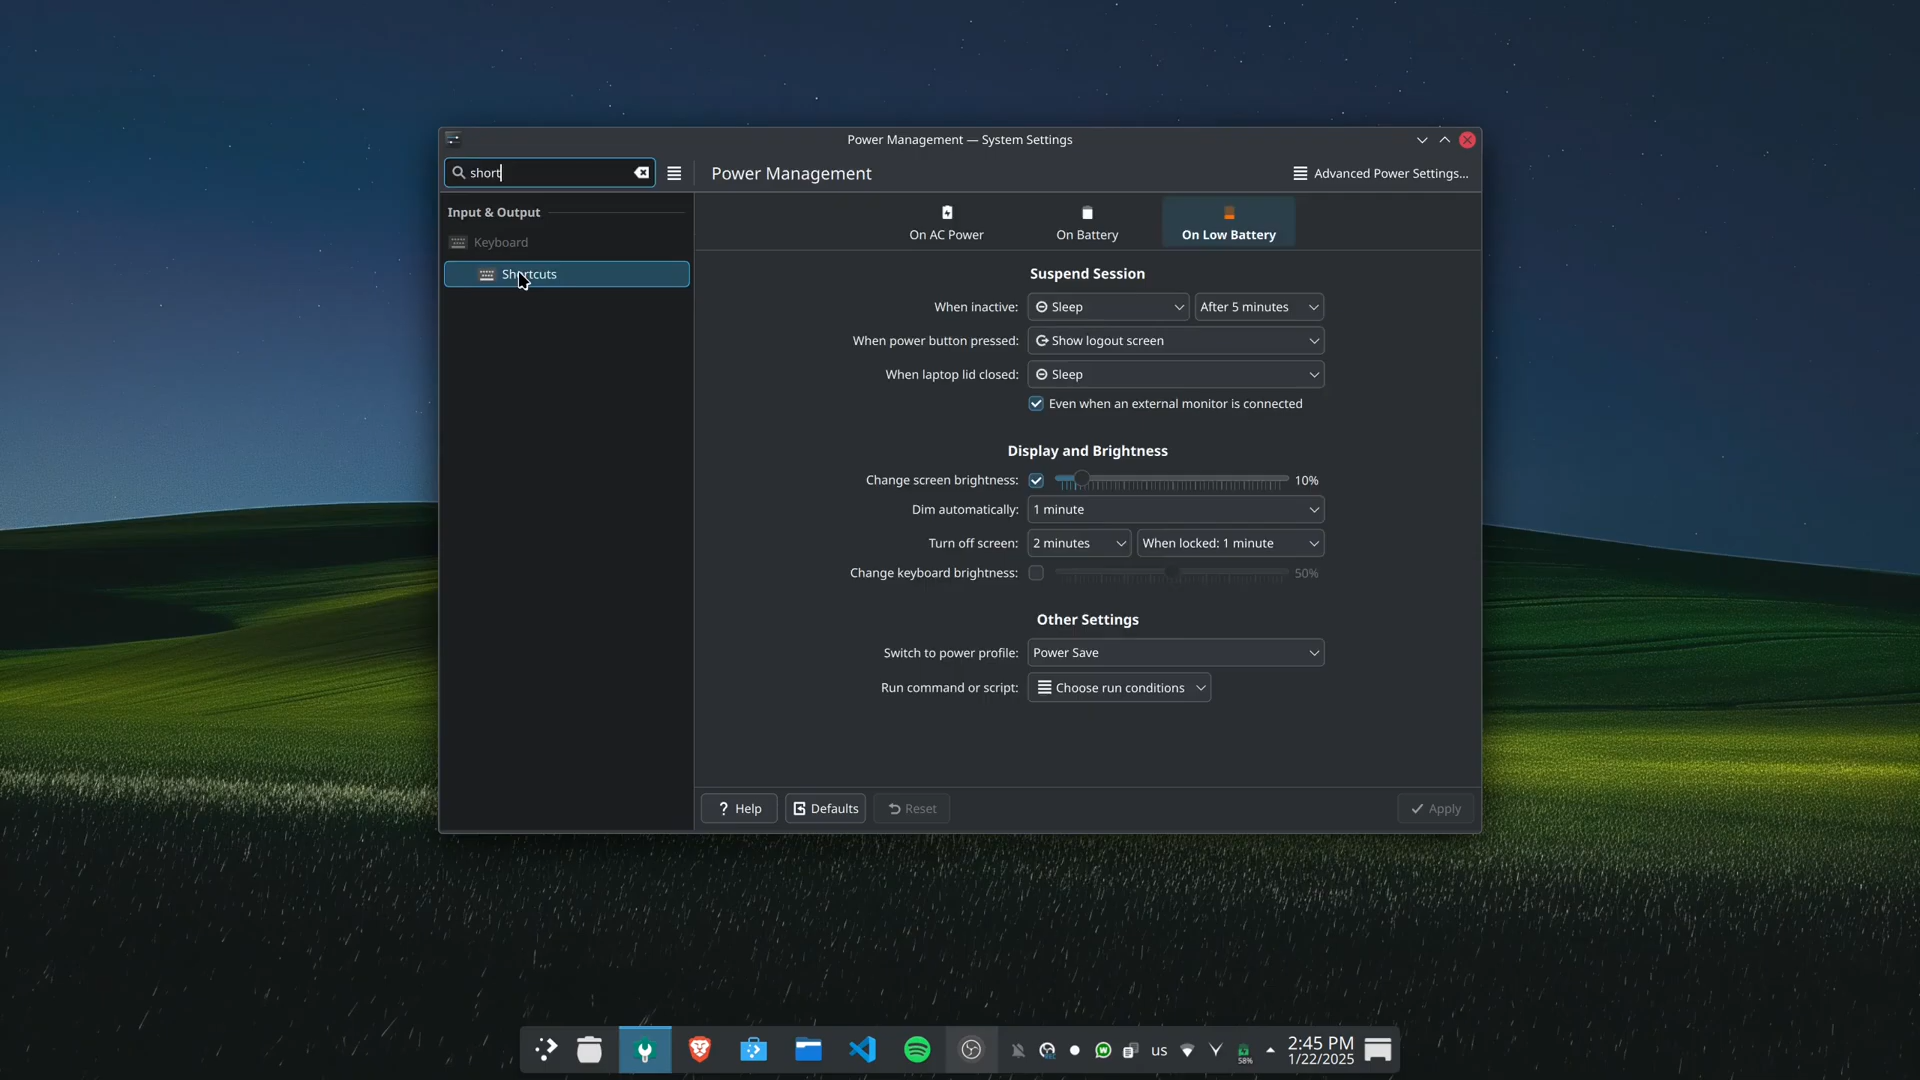 Power Management — System Settings
short
Power Management
Advanced Power Settings...
Input & Output
Keyboard
Shortcuts
On AC Power
On Battery
On Low Battery
Suspend Session
When inactive: Sleep After 5 minutes
When power button pressed: Show logout screen
When laptop lid closed: Sleep
Even when an external monitor is connected
Display and Brightness
Change screen brightness: 10%
Dim automatically: 1 minute
Turn off screen: 2 minutes When locked: 1 minute
Change keyboard brightness: 50%
Other Settings
Switch to power profile: Power Save
Run command or script: Choose run conditions
? Help Defaults Reset Apply
us
58%
2:45 PM
1/22/2025